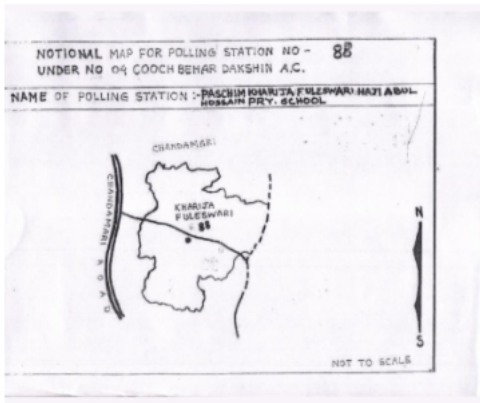 NOTIONAL MAP FOR POLLING STATION NO - 88
UNDER NO 04 COOCH BEHAR DAKSHIN A.C.
NAME OF POLLING STATION :- PASCHIM KHARIJA FULESWARI HAJI ABUL
HOSSAIN PRY. SCHOOL
CHANDAMARI
CHANDAMARI ROAD
KHARIJA
FULESWARI
88
N
S
NOT TO SCALE